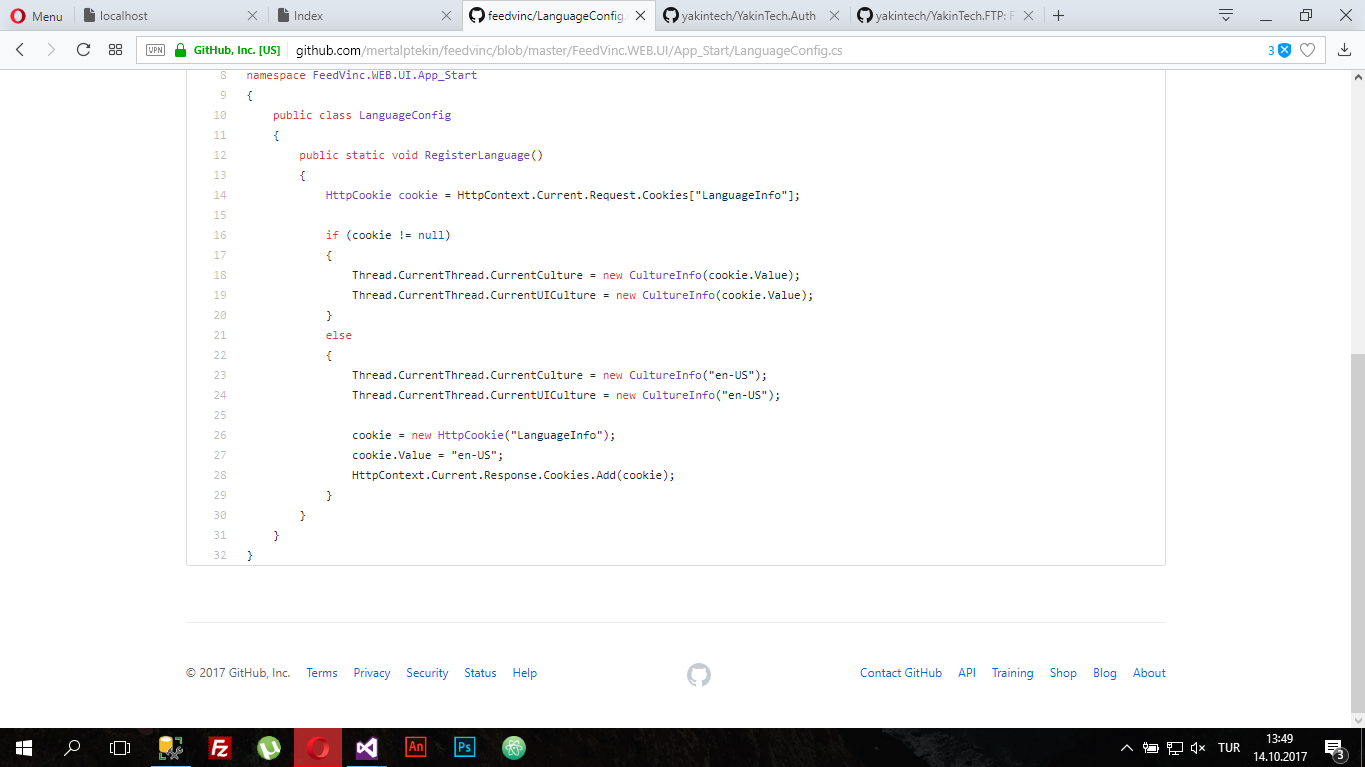 Menu
localhost
Index
feedvinc/LanguageConfig.
yakintech/YakinTech.Auth
yakintech/YakinTech.FTP: F
VPN
GitHub, Inc. [US]
github.com/mertalptekin/feedvinc/blob/master/FeedVinc.WEB.UI/App_Start/LanguageConfig.cs
3
8 namespace FeedVinc.WEB.UI.App_Start
9 {
10 public class LanguageConfig
11 {
12 public static void RegisterLanguage()
13 {
14 HttpCookie cookie = HttpContext.Current.Request.Cookies["LanguageInfo"];
15
16 if (cookie != null)
17 {
18 Thread.CurrentThread.CurrentCulture = new CultureInfo(cookie.Value);
19 Thread.CurrentThread.CurrentUICulture = new CultureInfo(cookie.Value);
20 }
21 else
22 {
23 Thread.CurrentThread.CurrentCulture = new CultureInfo("en-US");
24 Thread.CurrentThread.CurrentUICulture = new CultureInfo("en-US");
25
26 cookie = new HttpCookie("LanguageInfo");
27 cookie.Value = "en-US";
28 HttpContext.Current.Response.Cookies.Add(cookie);
29 }
30 }
31 }
32 }
© 2017 GitHub, Inc. Terms Privacy Security Status Help
Contact GitHub API Training Shop Blog About
Fz
An
Ps
TUR
13:49
14.10.2017
3